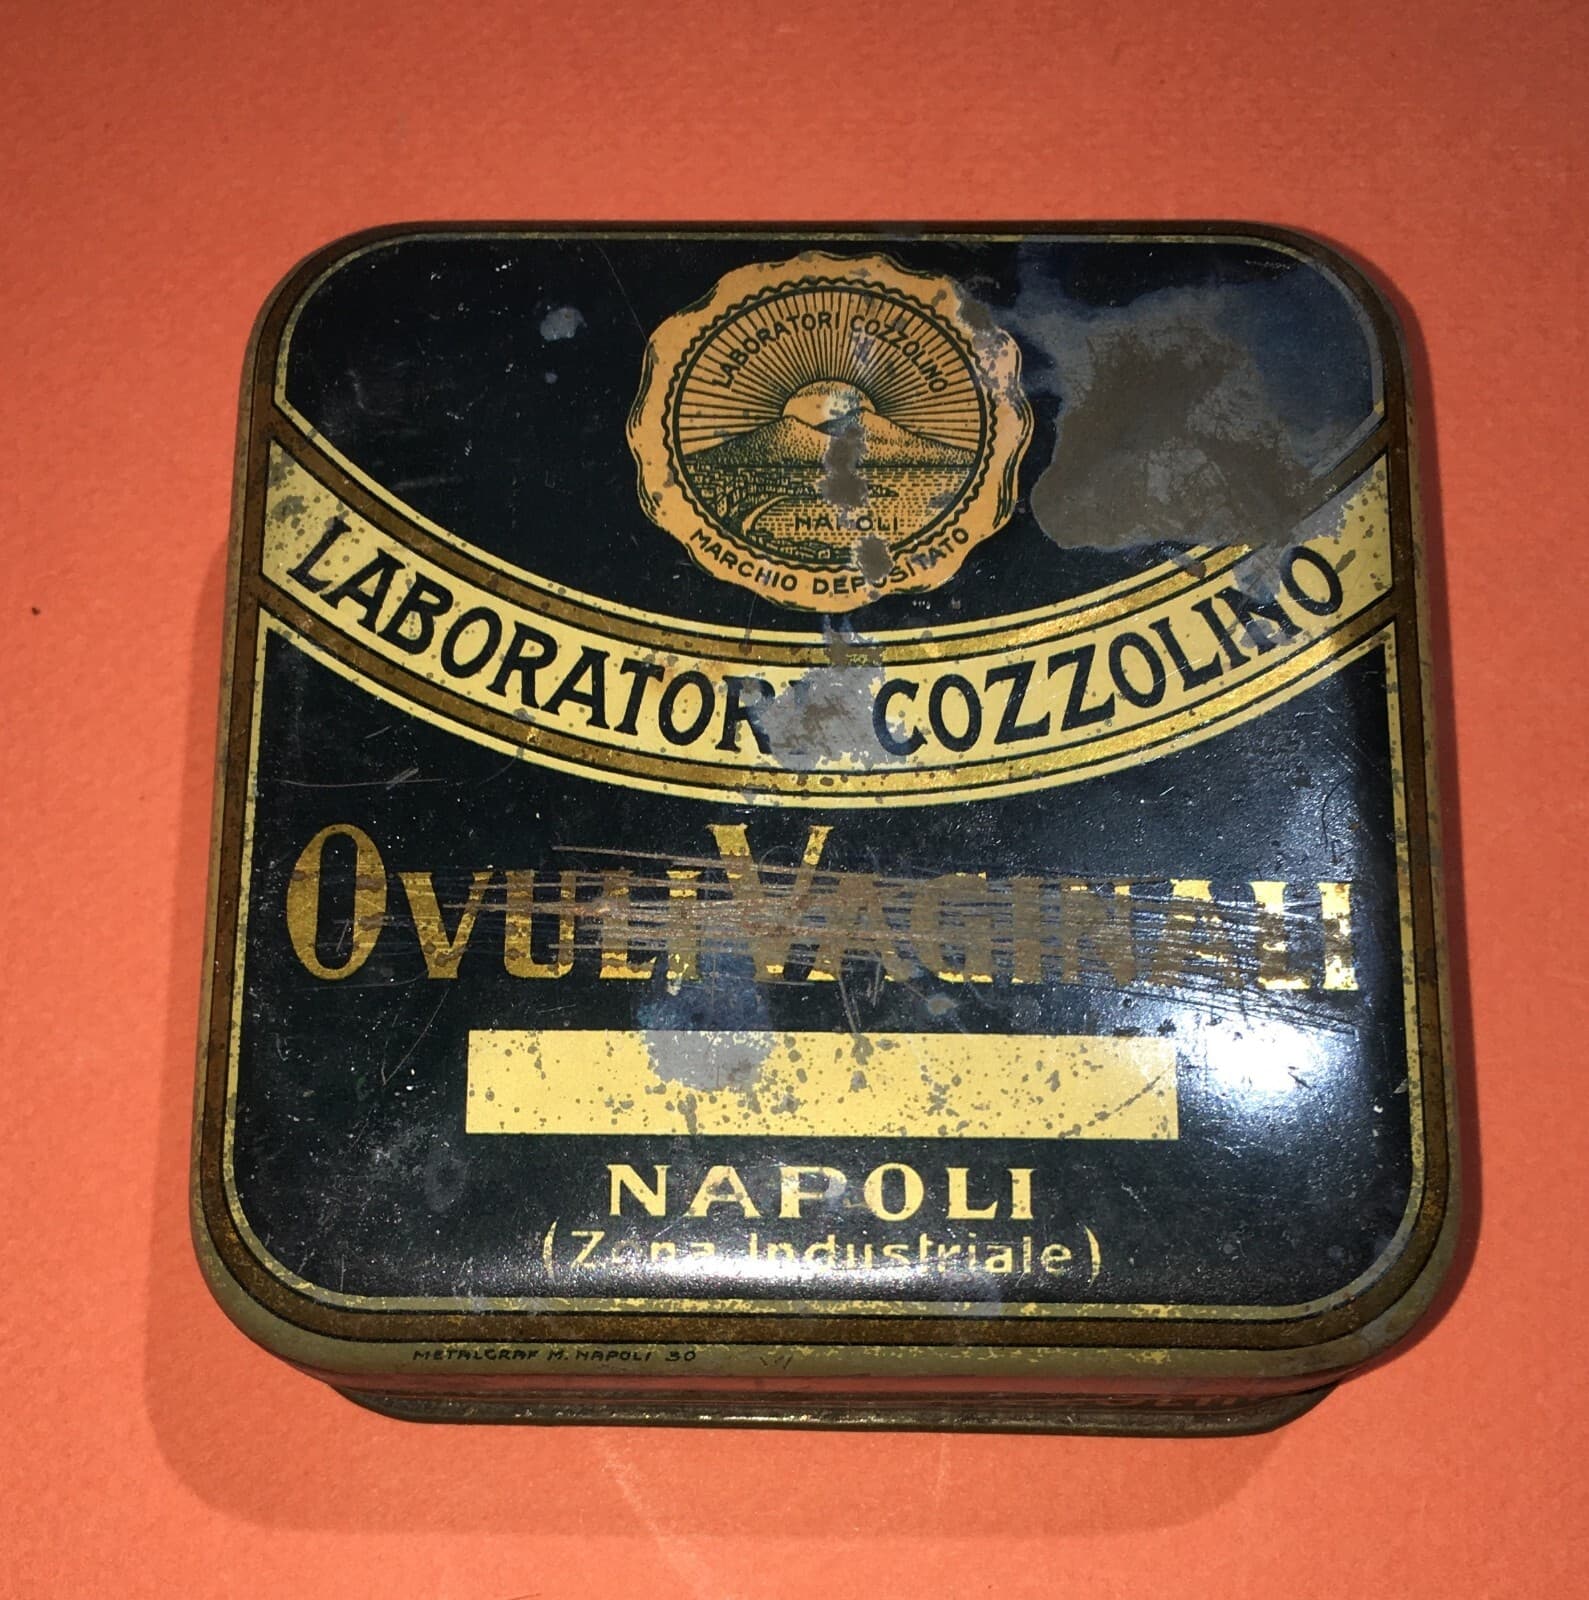 LABORATORI COZZOLINO
NAPOLI
MARCHIO DEPOSITATO
LABORATORI COZZOLINO
OVULI VAGINALI
NAPOLI
(Zona Industriale)
METALGRAF M. NAPOLI 30